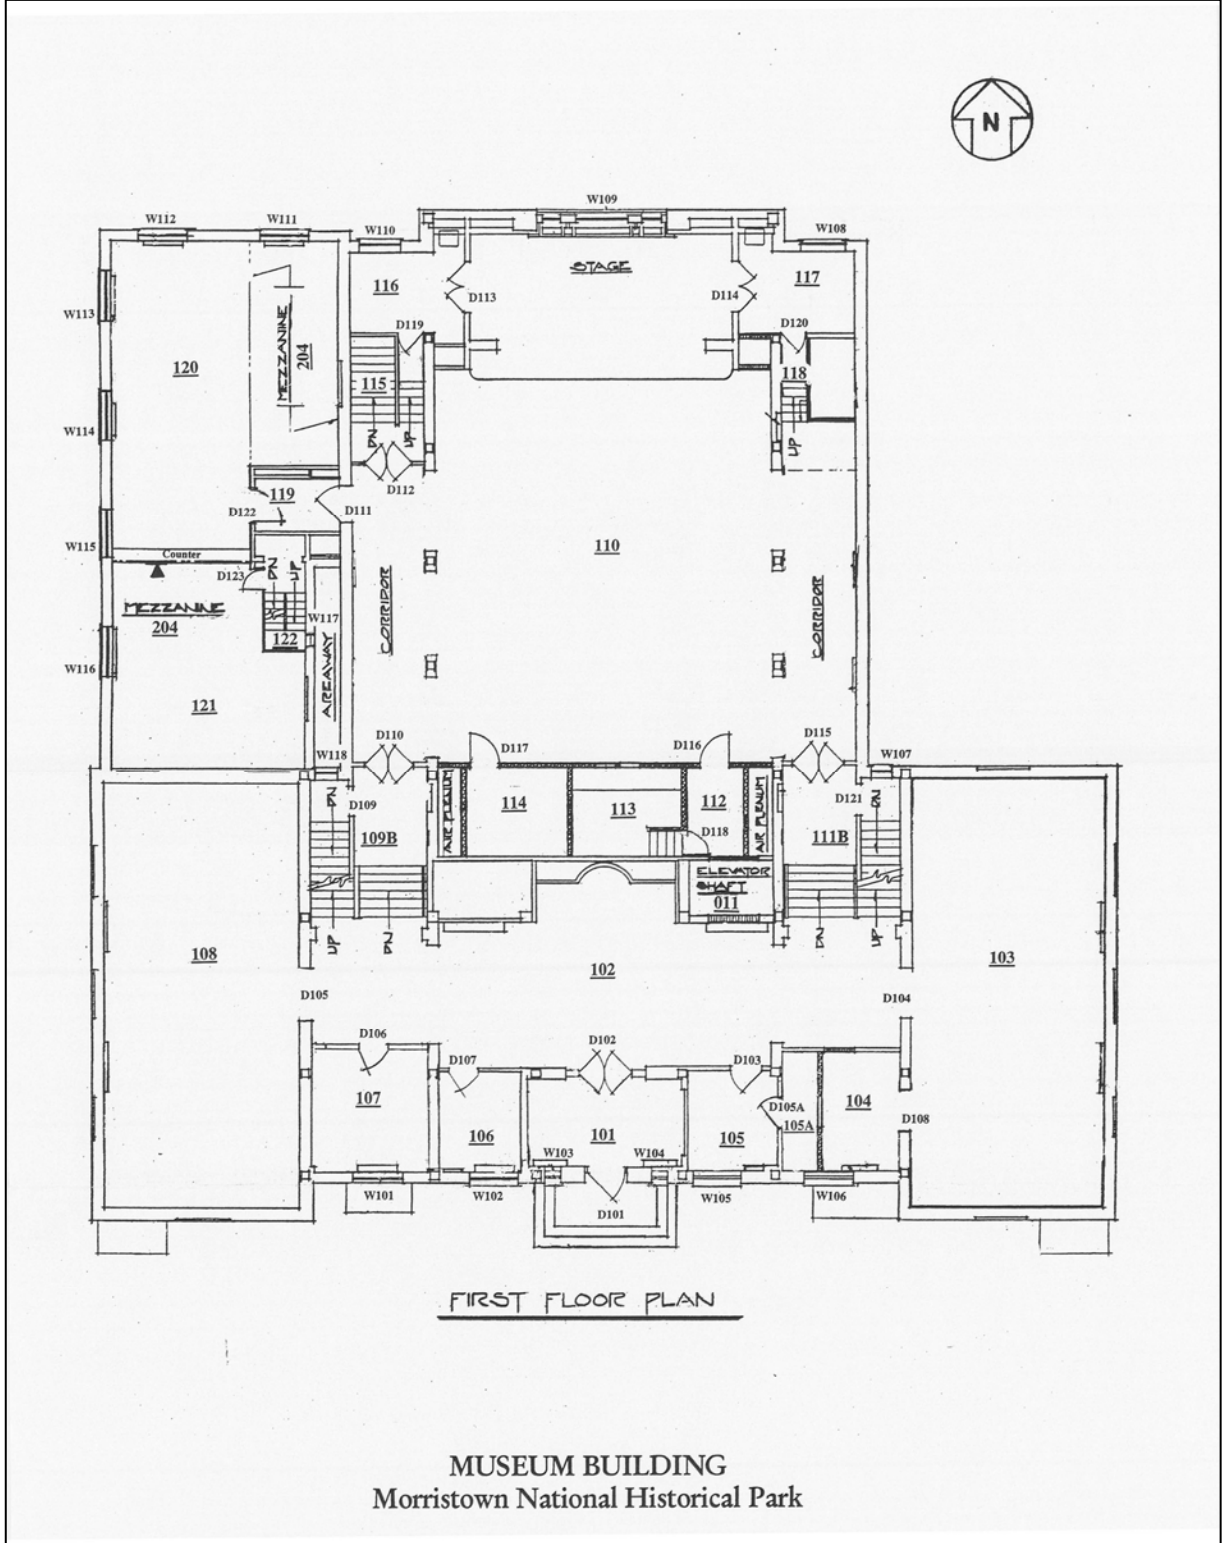 N
W109
W112
W111
W110
W108
STAGE
116
117
D113
D114
W113
D119
D120
MEZZANINE
204
120
115
118
W114
DN
UP
UP
D112
119
D122
D111
W115
110
Counter
D123
DN
UP
CORRIDOR
CORRIDOR
MEZZANINE
204
W117
122
AREAWAY
W116
121
D110
D117
D116
D115
W118
W107
DN
D109
AIR PLENUM
114
113
112
AIR PLENUM
D121
DN
109B
D118
111B
ELEVATOR
SHAFT
011
UP
DN
DN
UP
108
102
103
D105
D104
D106
D102
D107
D103
107
D105A
104
106
101
105
105A
D108
W103
W104
W101
W102
W105
W106
D101
FIRST FLOOR PLAN
MUSEUM BUILDING
Morristown National Historical Park